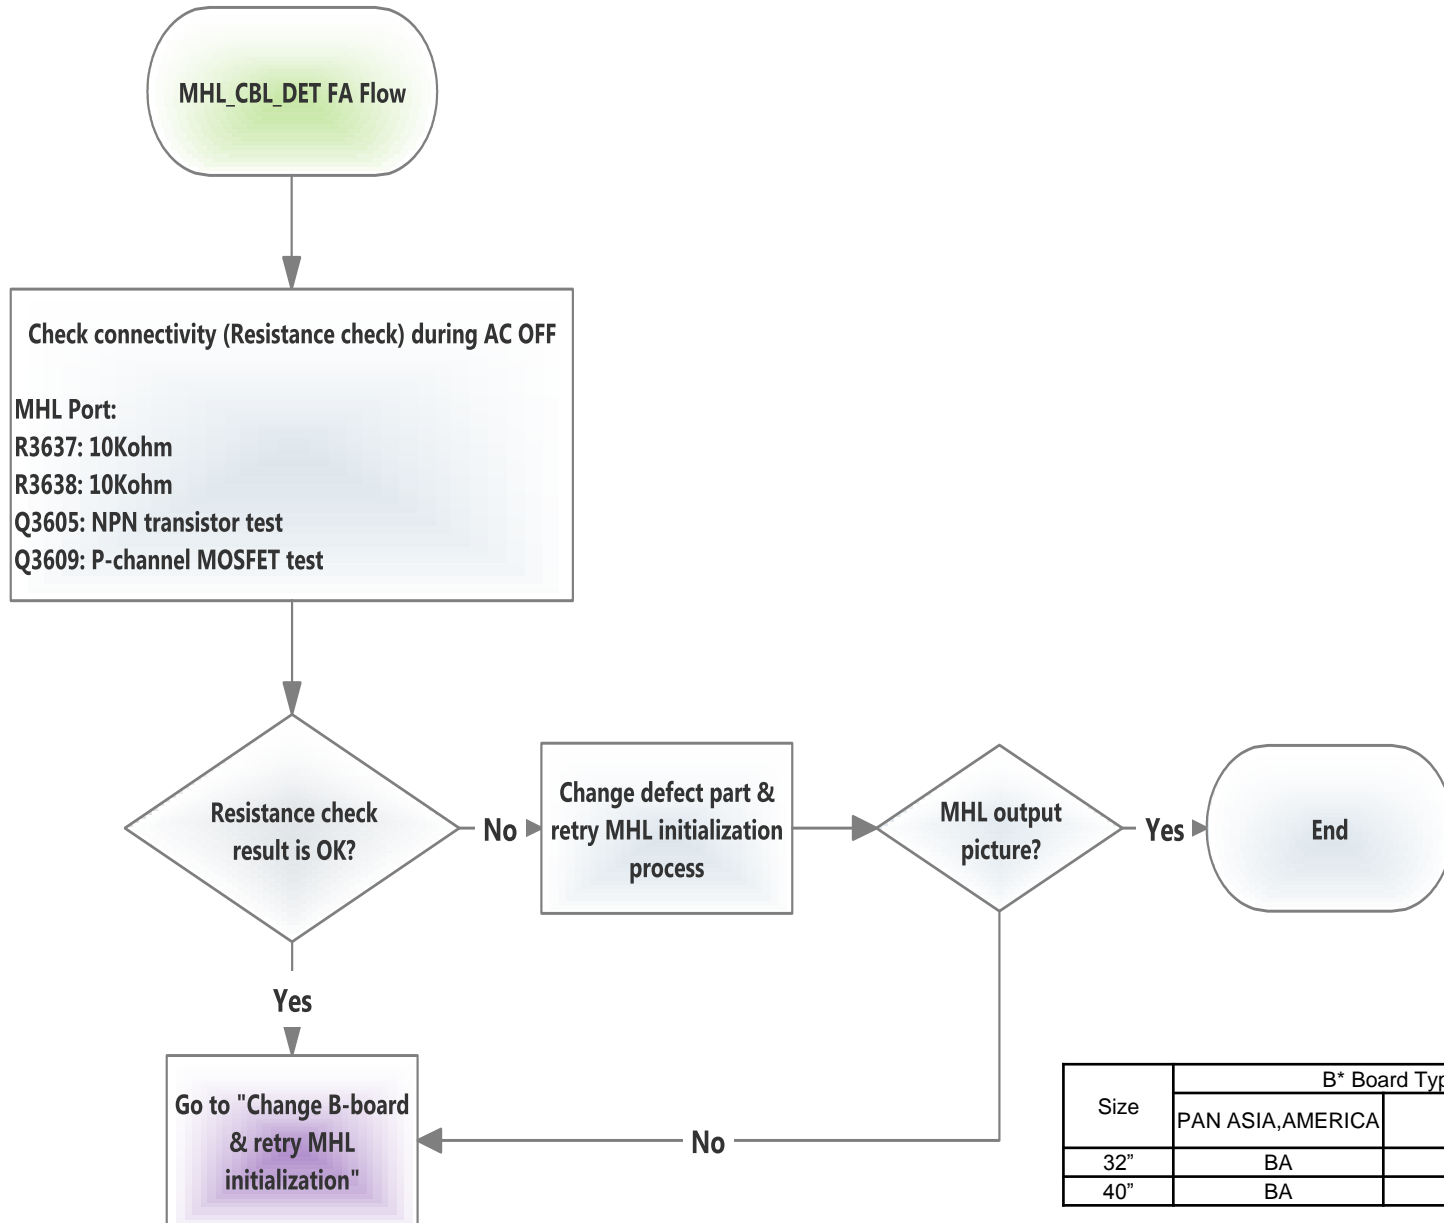 MHL_CBL_DET FA Flow
Check connectivity (Resistance check) during AC OFF
MHL Port:
R3637: 10Kohm
R3638: 10Kohm
Q3605: NPN transistor test
Q3609: P-channel MOSFET test
Resistance check
result is OK?
No
Change defect part &
retry MHL initialization
process
MHL output
picture?
Yes
End
Yes
Go to "Change B-board
& retry MHL
initialization"
No
Size
B* Board Typ
PAN ASIA,AMERICA
32”
BA
40”
BA